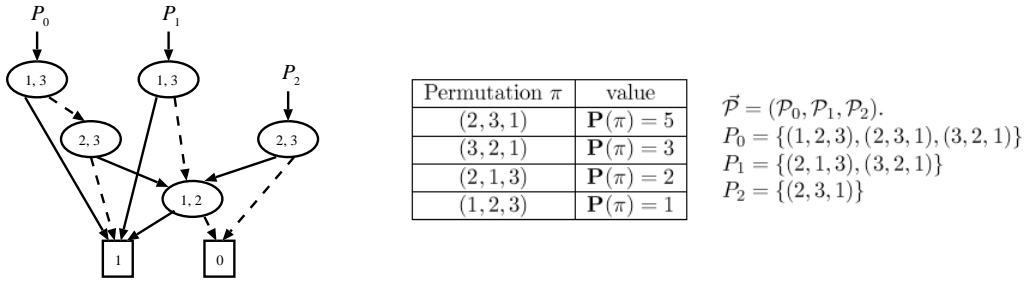 P₀
P₁
P₂
1, 3
1, 3
2, 3
2, 3
1, 2
1
0
Permutation π value
(2, 3, 1) **P**(π) = 5
(3, 2, 1) **P**(π) = 3
(2, 1, 3) **P**(π) = 2
(1, 2, 3) **P**(π) = 1
𝒫⃗ = (𝒫₀, 𝒫₁, 𝒫₂).
P₀ = {(1, 2, 3), (2, 3, 1), (3, 2, 1)}
P₁ = {(2, 1, 3), (3, 2, 1)}
P₂ = {(2, 3, 1)}